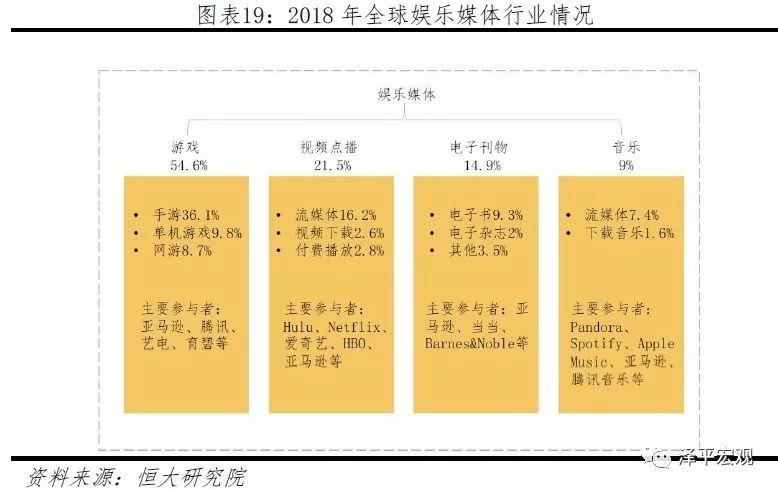 图表19：2018 年全球娱乐媒体行业情况
娱乐媒体
游戏
54.6%
• 手游36.1%
• 单机游戏9.8%
• 网游8.7%
主要参与者：
亚马逊、腾讯、
艺电、育碧等
视频点播
21.5%
• 流媒体16.2%
• 视频下载2.6%
• 付费播放2.8%
主要参与者：
Hulu、Netflix、
爱奇艺、HBO、
亚马逊等
电子刊物
14.9%
• 电子书9.3%
• 电子杂志2%
• 其他3.5%
主要参与者：亚
马逊、当当、
Barnes&Noble等
音乐
9%
• 流媒体7.4%
• 下载音乐1.6%
主要参与者：
Pandora、
Spotify、Apple
Music、亚马逊、
腾讯音乐等
资料来源：恒大研究院
泽平宏观